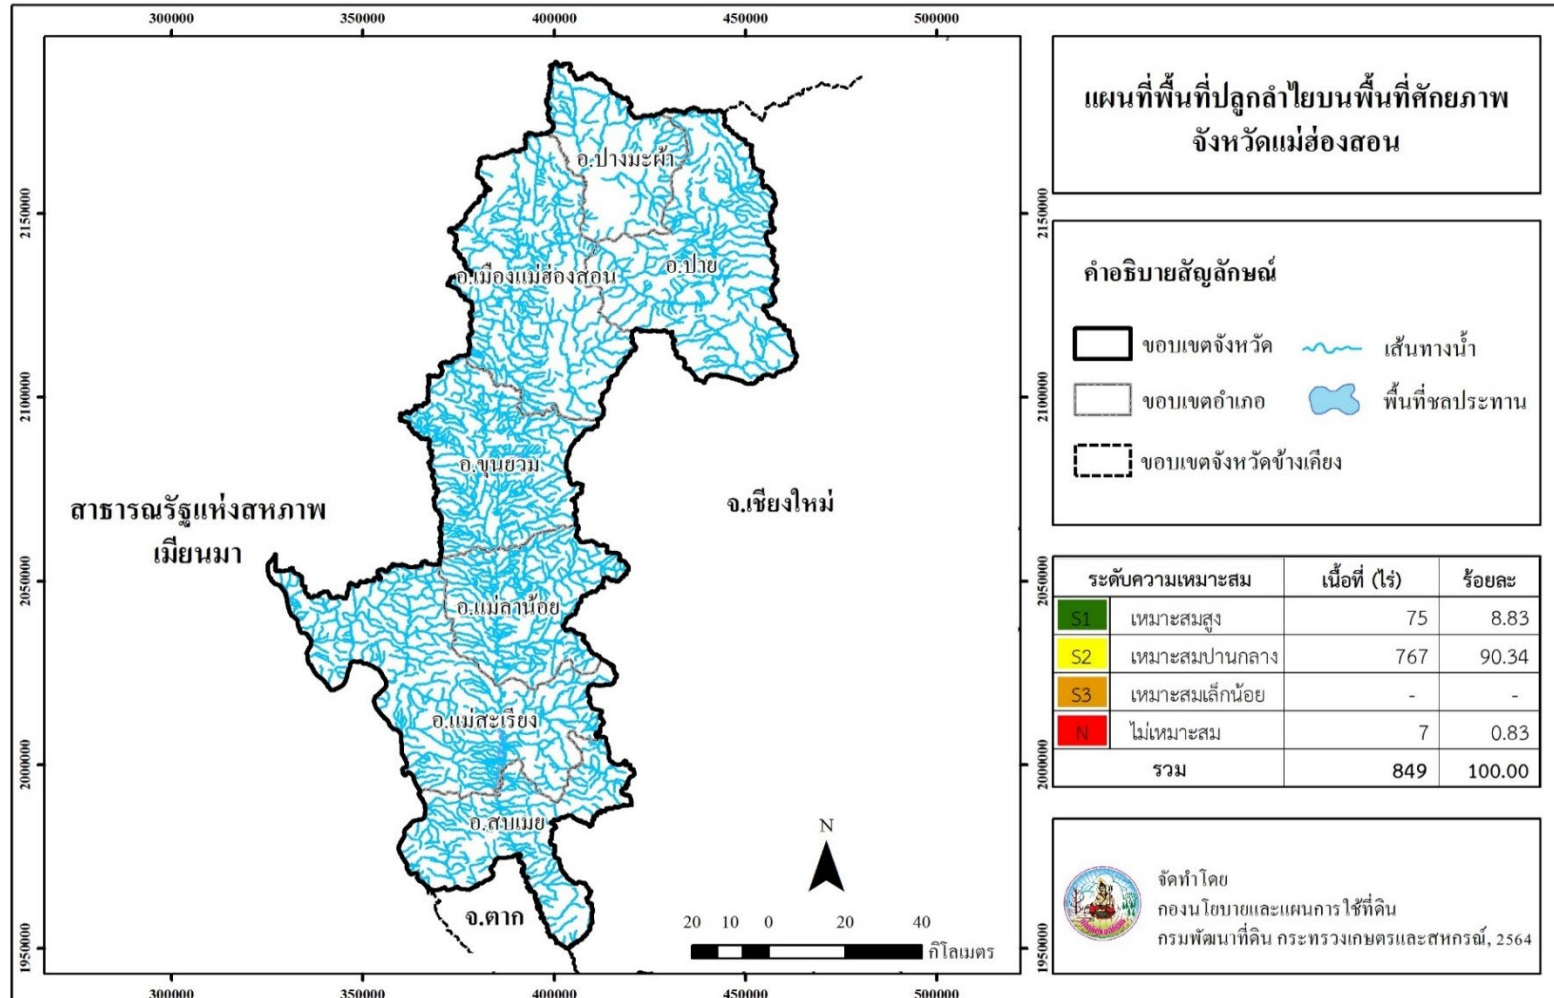 300000 350000 400000 450000 500000
แผนที่พื้นที่ปลูกลำไยบนพื้นที่ศักยภาพ
จังหวัดแม่ฮ่องสอน
2150000
2100000
2050000
2000000
1950000
อ.ปางมะผ้า
อ.ปาย
อ.เมืองแม่ฮ่องสอน
อ.ขุนยวม
สาธารณรัฐแห่งสหภาพ
เมียนมา
จ.เชียงใหม่
อ.แม่ลาน้อย
อ.แม่สะเรียง
อ.สบเมย
จ.ตาก
N
20 10 0 20 40
กิโลเมตร
2150000
2100000
2050000
2000000
1950000
คำอธิบายสัญลักษณ์
ขอบเขตจังหวัด เส้นทางน้ำ
ขอบเขตอำเภอ พื้นที่ชลประทาน
ขอบเขตจังหวัดข้างเคียง
ระดับความเหมาะสม เนื้อที่ (ไร่) ร้อยละ
S1 เหมาะสมสูง 75 8.83
S2 เหมาะสมปานกลาง 767 90.34
S3 เหมาะสมเล็กน้อย - -
N ไม่เหมาะสม 7 0.83
รวม 849 100.00
จัดทำโดย
กองนโยบายและแผนการใช้ที่ดิน
กรมพัฒนาที่ดิน กระทรวงเกษตรและสหกรณ์, 2564
300000 350000 400000 450000 500000